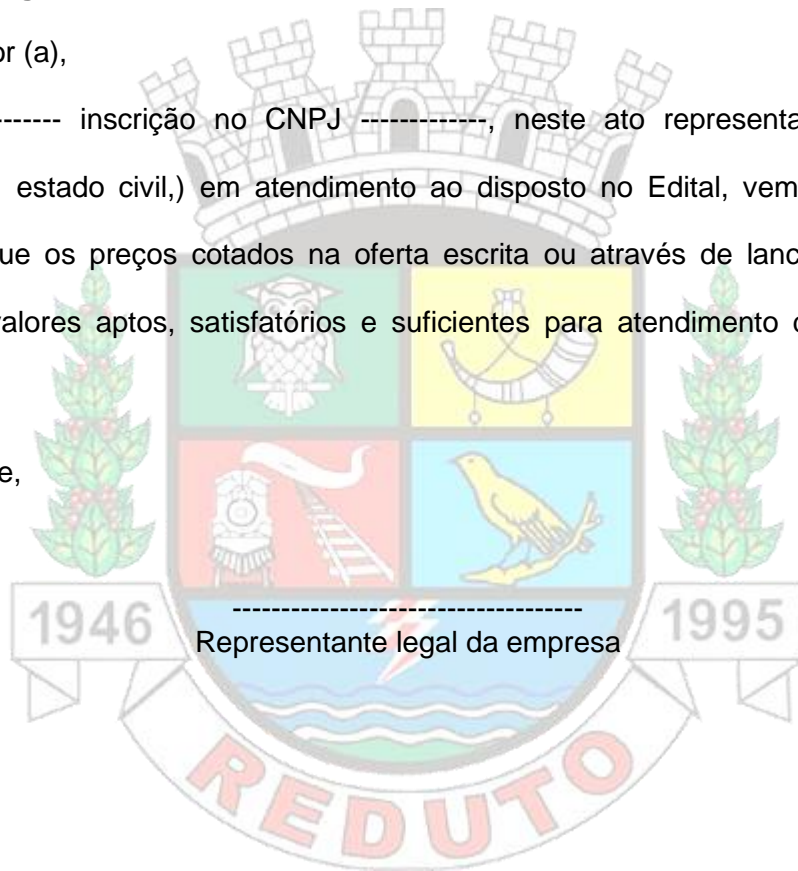 or (a),
------- inscrição no CNPJ -------------, neste ato representa
estado civil,) em atendimento ao disposto no Edital, vem
ue os preços cotados na oferta escrita ou através de lanc
valores aptos, satisfatórios e suficientes para atendimento
e,
------------------------------------
1946
Representante legal da empresa
1995
REDUTO